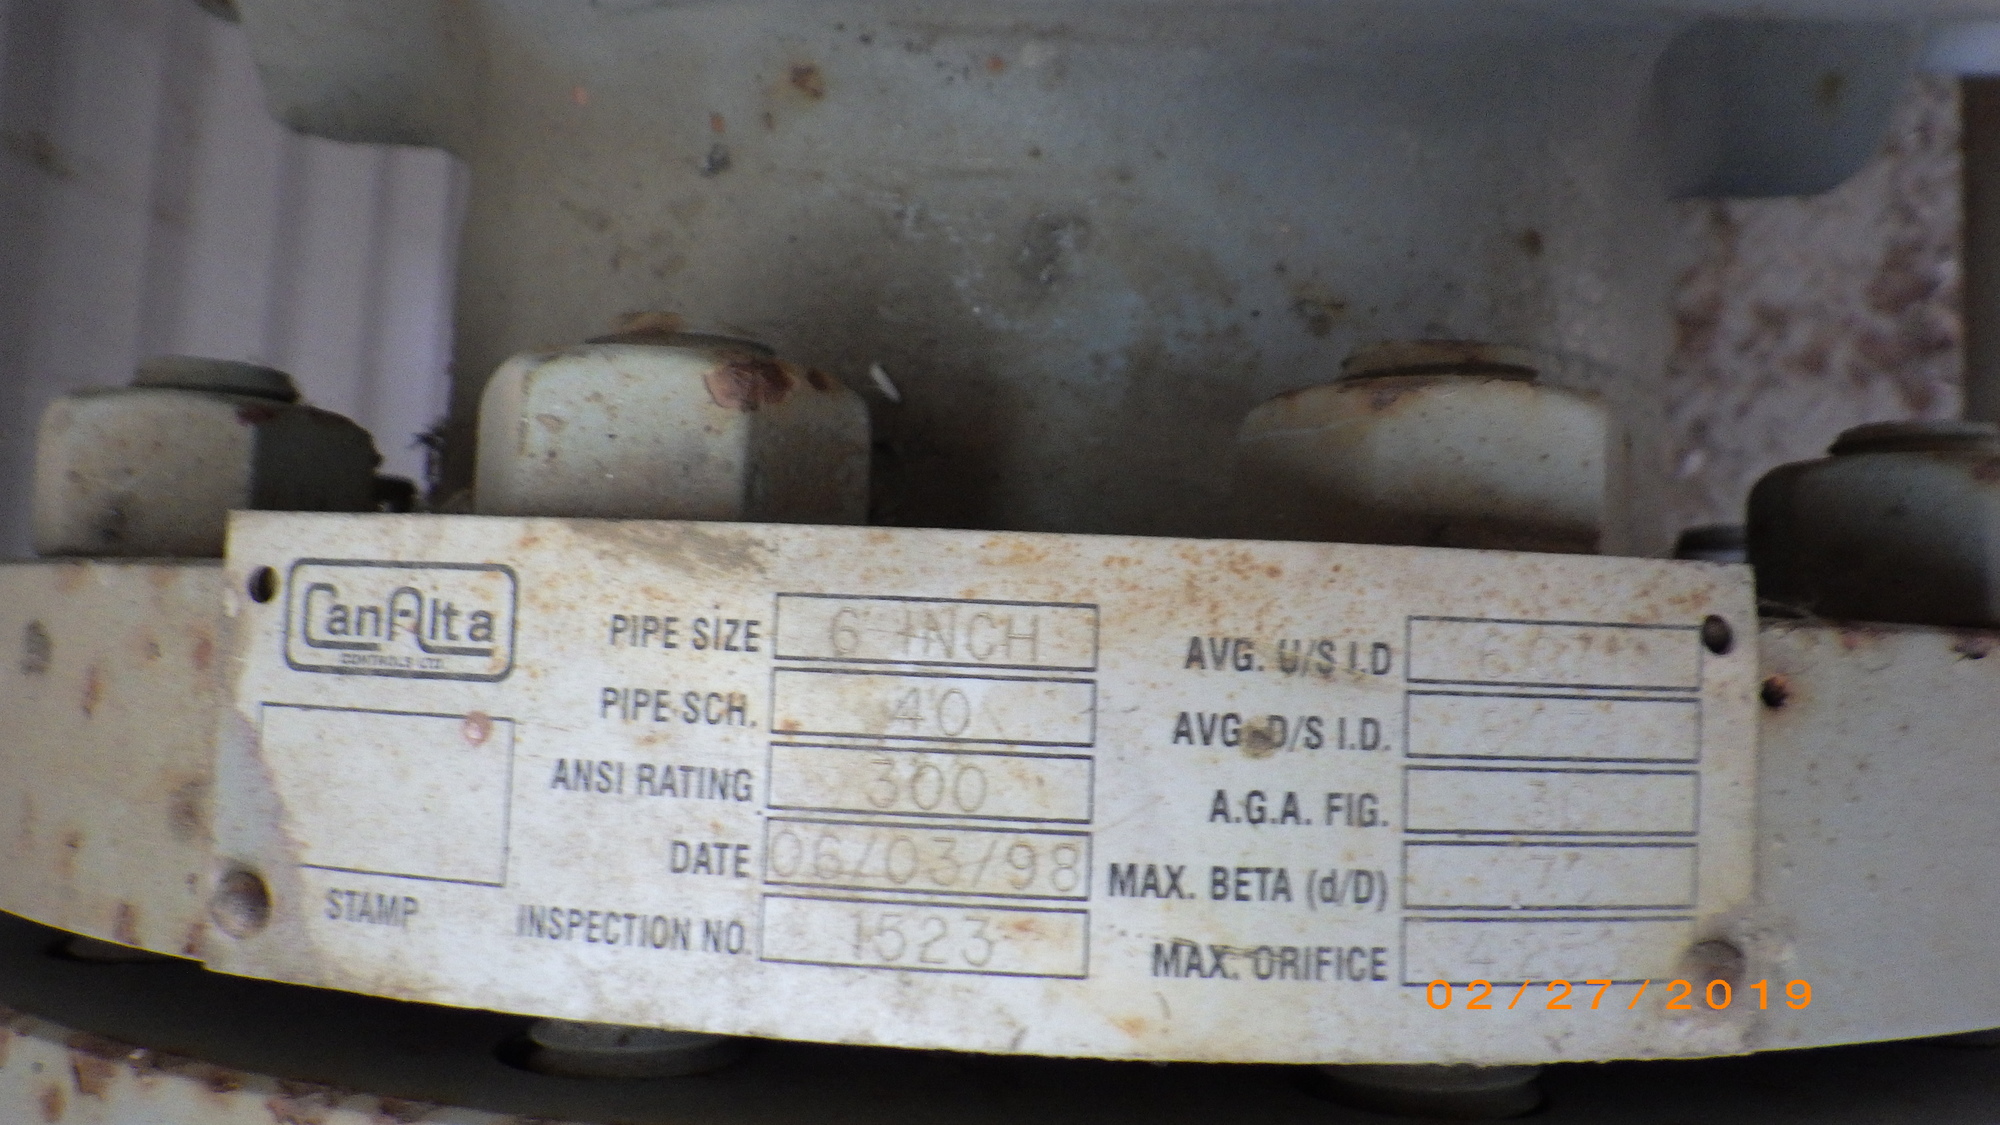 CanAlta
CONTROLS LTD.
STAMP
PIPE SIZE 6 INCH
PIPE SCH. 40
ANSI RATING 300
DATE 06/03/98
INSPECTION NO. 1523
AVG. U/S I.D
AVG. D/S I.D.
A.G.A. FIG.
MAX. BETA (d/D)
MAX. ORIFICE
02/27/2019